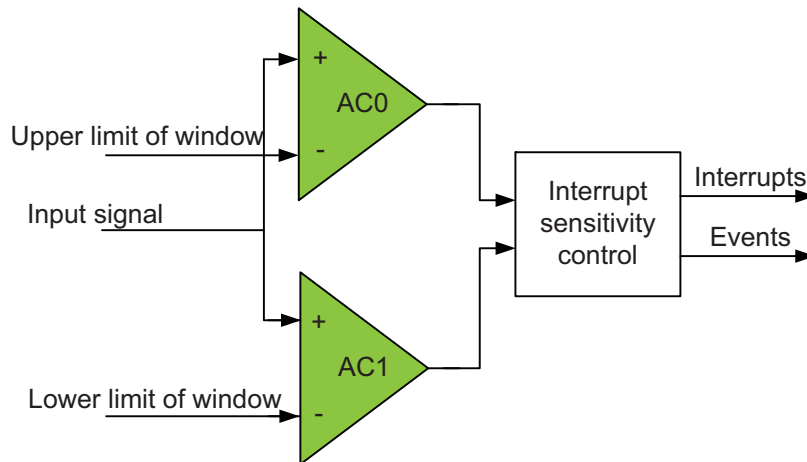 +
AC0
Upper limit of window
-
Input signal
Interrupt
sensitivity
control
Interrupts
Events
+
AC1
Lower limit of window
-